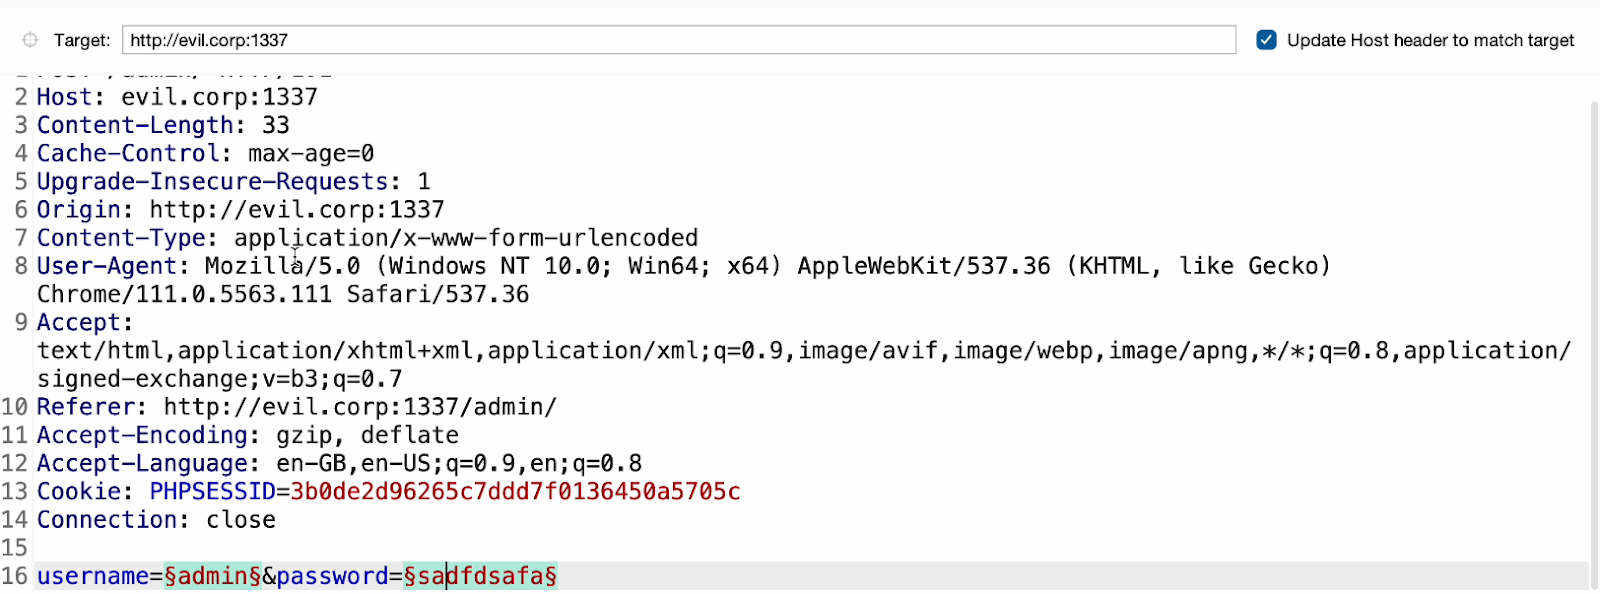 Target: http://evil.corp:1337 Update Host header to match target
2 Host: evil.corp:1337
3 Content-Length: 33
4 Cache-Control: max-age=0
5 Upgrade-Insecure-Requests: 1
6 Origin: http://evil.corp:1337
7 Content-Type: application/x-www-form-urlencoded
8 User-Agent: Mozilla/5.0 (Windows NT 10.0; Win64; x64) AppleWebKit/537.36 (KHTML, like Gecko)
Chrome/111.0.5563.111 Safari/537.36
9 Accept:
text/html,application/xhtml+xml,application/xml;q=0.9,image/avif,image/webp,image/apng,*/*;q=0.8,application/
signed-exchange;v=b3;q=0.7
10 Referer: http://evil.corp:1337/admin/
11 Accept-Encoding: gzip, deflate
12 Accept-Language: en-GB,en-US;q=0.9,en;q=0.8
13 Cookie: PHPSESSID=3b0de2d96265c7ddd7f0136450a5705c
14 Connection: close
15
16 username=§admin§&password=§sadfdsafa§